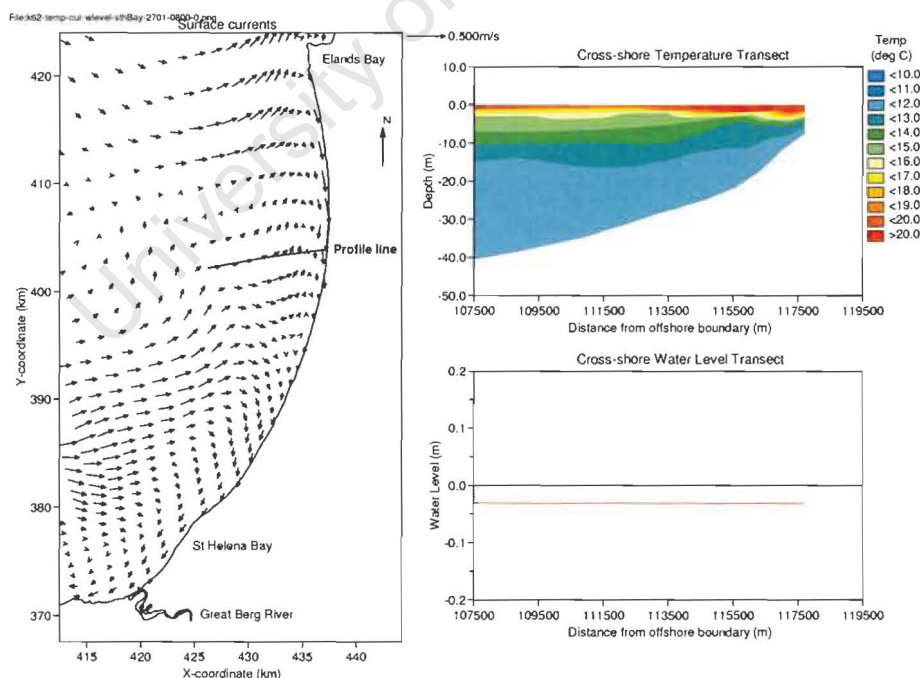 Surface currents
0.500m/s
Elands Bay
N
Profile line
St Helena Bay
Great Berg River
420
410
400
390
380
370
Y-coordinate (km)
415 420 425 430 435 440
X-coordinate (km)
University of
Cross-shore Temperature Transect
10.0
0.0
-10.0
-20.0
-30.0
-40.0
-50.0
Depth (m)
107500 109500 111500 113500 115500 117500 119500
Distance from offshore boundary (m)
Temp
(deg C)
<10.0
<11.0
<12.0
<13.0
<14.0
<15.0
<16.0
<17.0
<18.0
<19.0
<20.0
>20.0
Cross-shore Water Level Transect
0.2
0.1
0.0
-0.1
-0.2
Water Level (m)
107500 109500 111500 113500 115500 117500 119500
Distance from offshore boundary (m)